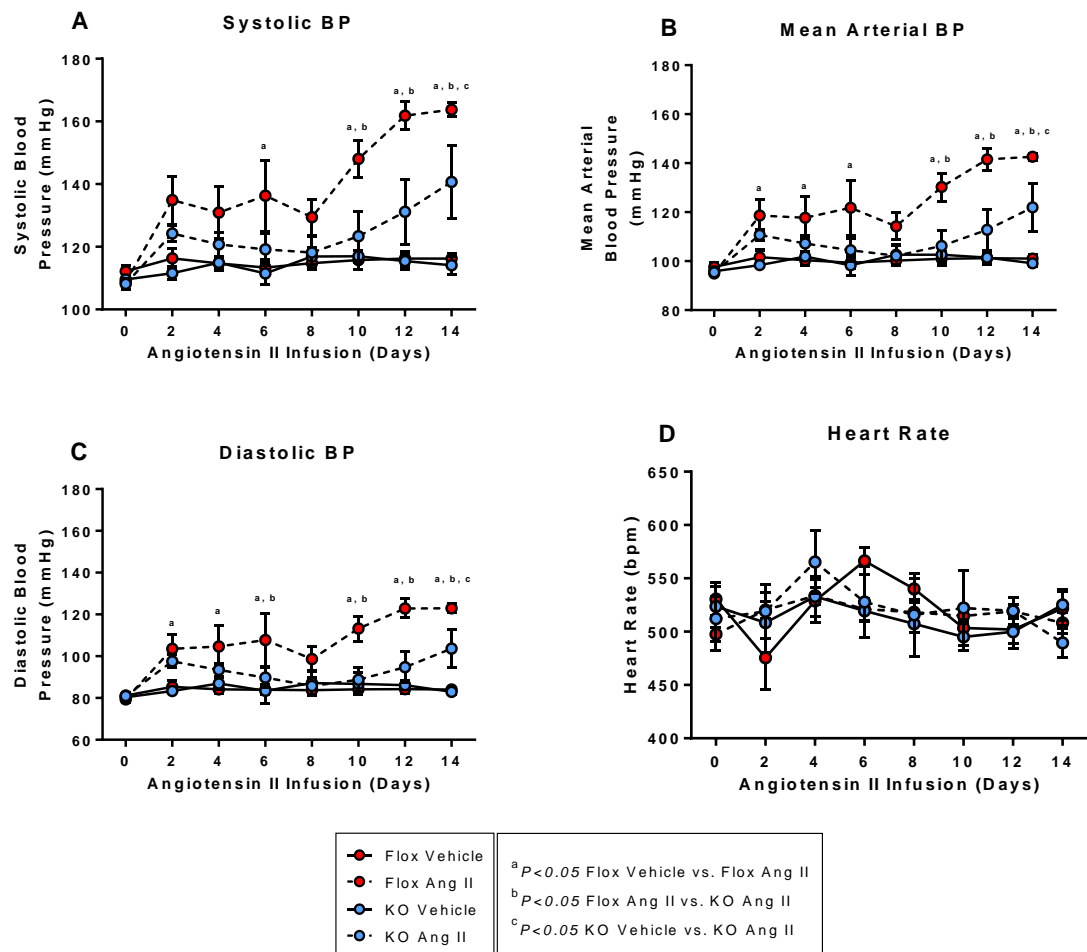 A
Systolic BP
Systolic Blood
Pressure (mmHg)
180
160
140
120
100
a
a, b
a, b
a, b, c
0 2 4 6 8 10 12 14
Angiotensin II Infusion (Days)
B
Mean Arterial BP
Mean Arterial
Blood Pressure
(mmHg)
180
160
140
120
100
80
a
a
a
a, b
a, b
a, b, c
0 2 4 6 8 10 12 14
Angiotensin II Infusion (Days)
C
Diastolic BP
Diastolic Blood
Pressure (mmHg)
180
160
140
120
100
80
60
a
a
a, b
a, b
a, b
a, b, c
0 2 4 6 8 10 12 14
Angiotensin II Infusion (Days)
D
Heart Rate
Heart Rate (bpm)
650
600
550
500
450
400
0 2 4 6 8 10 12 14
Angiotensin II Infusion (Days)
Flox Vehicle
Flox Ang II
KO Vehicle
KO Ang II
a P<0.05 Flox Vehicle vs. Flox Ang II
b P<0.05 Flox Ang II vs. KO Ang II
c P<0.05 KO Vehicle vs. KO Ang II